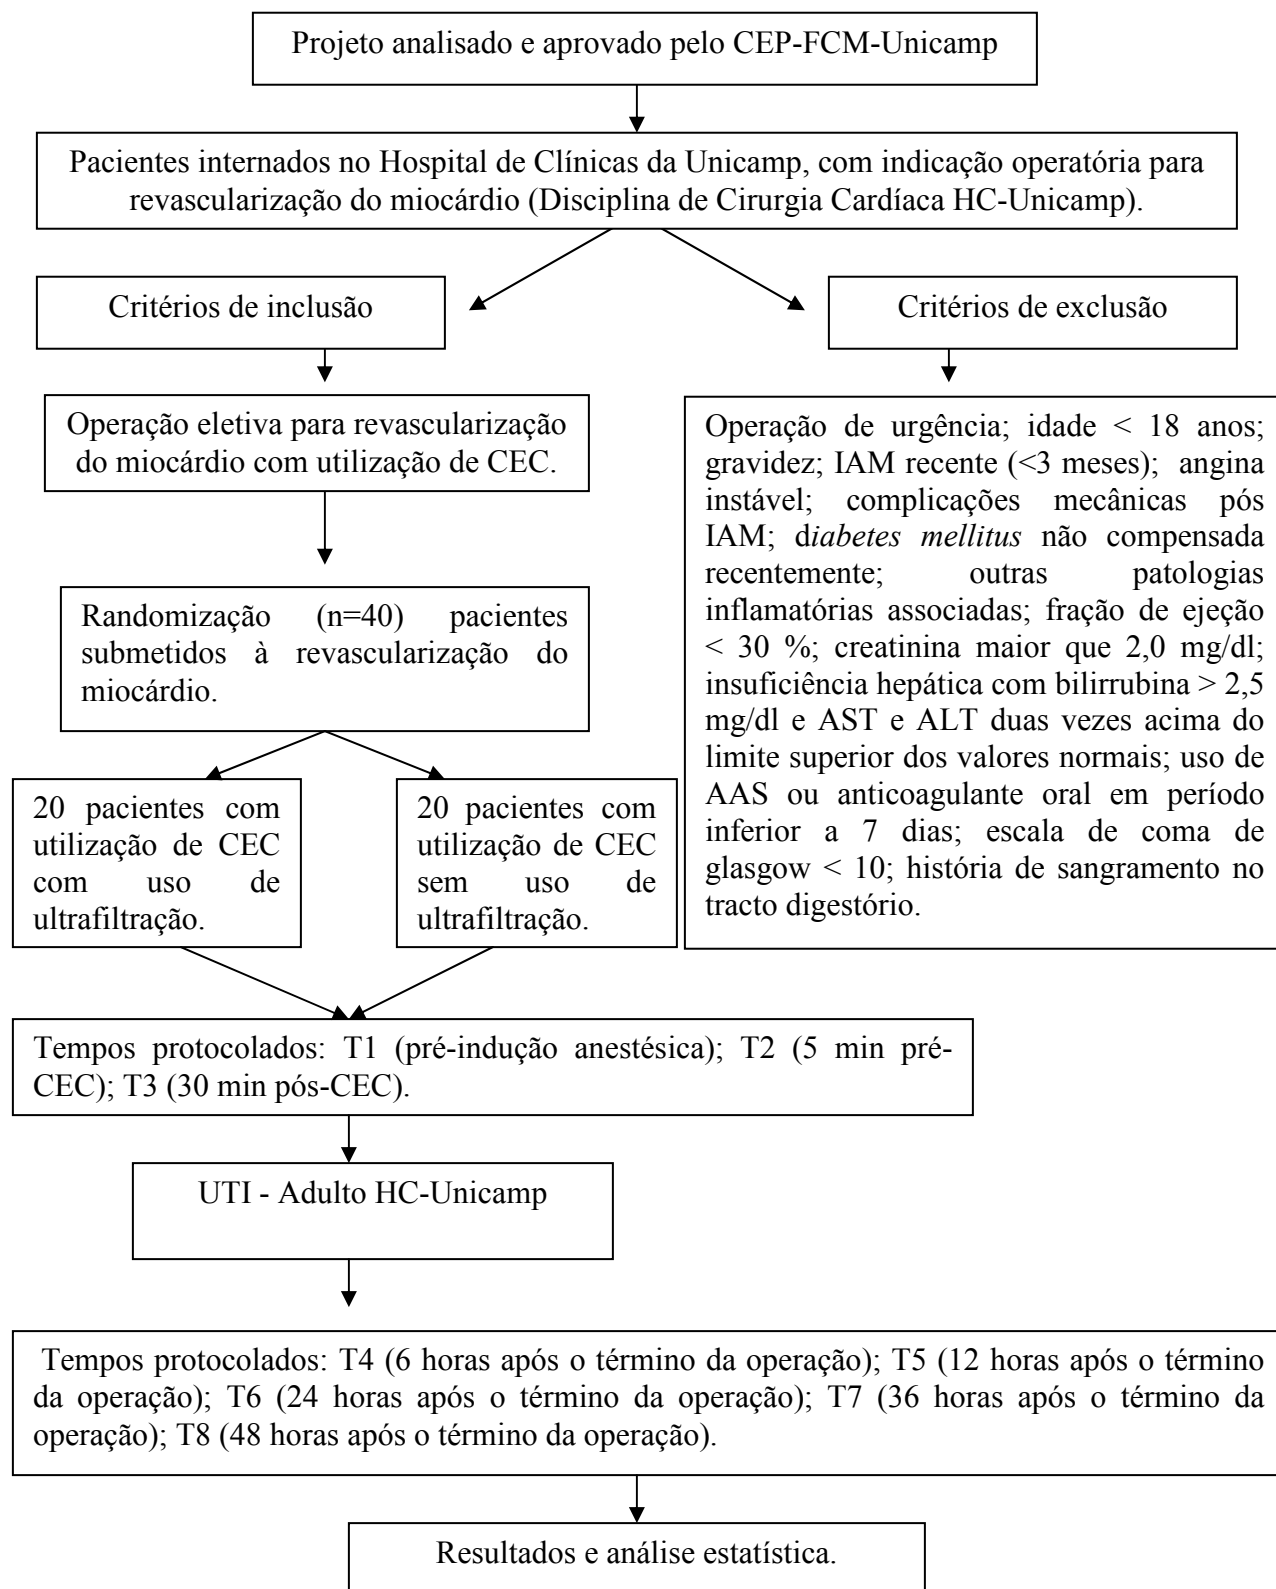 Projeto analisado e aprovado pelo CEP-FCM-Unicamp
Pacientes internados no Hospital de Clínicas da Unicamp, com indicação operatória para
revascularização do miocárdio (Disciplina de Cirurgia Cardíaca HC-Unicamp).
Critérios de inclusão
Critérios de exclusão
Operação eletiva para revascularização
do miocárdio com utilização de CEC.
Randomização (n=40) pacientes
submetidos à revascularização do
miocárdio.
20 pacientes com
utilização de CEC
com uso de
ultrafiltração.
20 pacientes com
utilização de CEC
sem uso de
ultrafiltração.
Operação de urgência; idade < 18 anos;
gravidez; IAM recente (<3 meses); angina
instável; complicações mecânicas pós
IAM; diabetes mellitus não compensada
recentemente; outras patologias
inflamatórias associadas; fração de ejeção
< 30 %; creatinina maior que 2,0 mg/dl;
insuficiência hepática com bilirrubina > 2,5
mg/dl e AST e ALT duas vezes acima do
limite superior dos valores normais; uso de
AAS ou anticoagulante oral em período
inferior a 7 dias; escala de coma de
glasgow < 10; história de sangramento no
tracto digestório.
Tempos protocolados: T1 (pré-indução anestésica); T2 (5 min pré-
CEC); T3 (30 min pós-CEC).
UTI - Adulto HC-Unicamp
Tempos protocolados: T4 (6 horas após o término da operação); T5 (12 horas após o término
da operação); T6 (24 horas após o término da operação); T7 (36 horas após o término da
operação); T8 (48 horas após o término da operação).
Resultados e análise estatística.